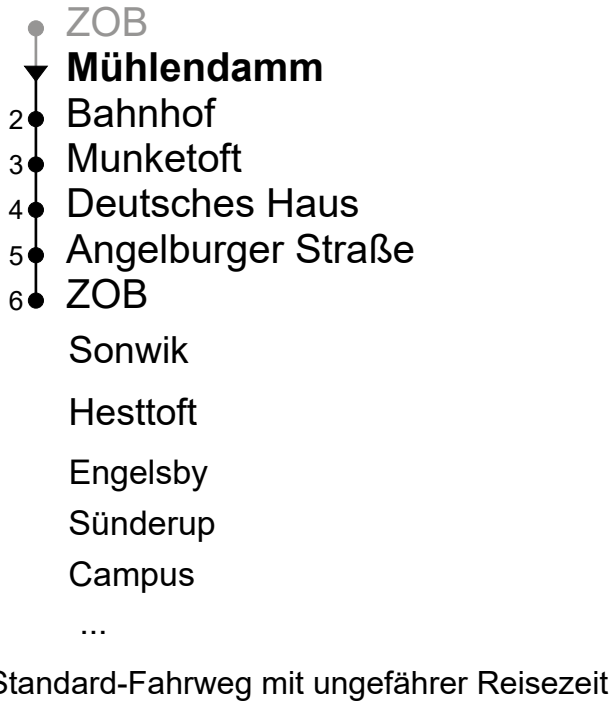 ZOB
Mühlendamm
2 Bahnhof
3 Munketoft
4 Deutsches Haus
5 Angelburger Straße
6 ZOB
Sonwik
Hesttoft
Engelsby
Sünderup
Campus
...
Standard-Fahrweg mit ungefährer Reisezeit